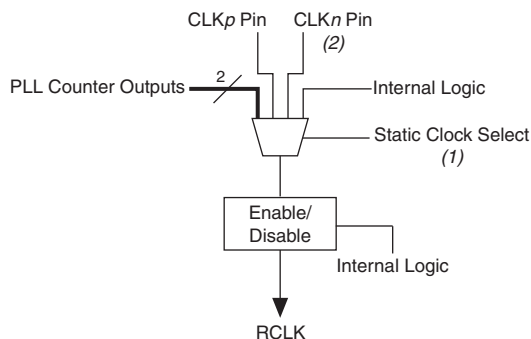 CLKp Pin CLKn Pin
(2)
PLL Counter Outputs 2 Internal Logic
Static Clock Select
(1)
Enable/
Disable
Internal Logic
RCLK